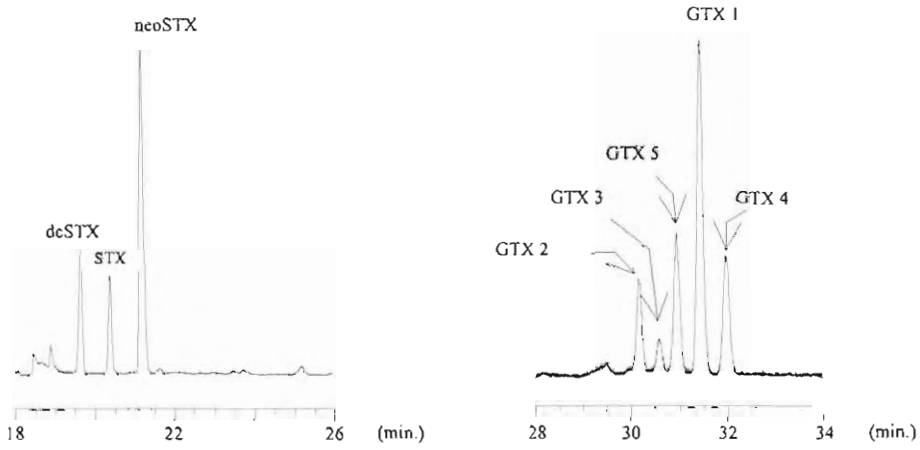 neoSTX
dcSTX
STX
18
22
26
(min.)
GTX 1
GTX 5
GTX 3
GTX 4
GTX 2
28
30
32
34
(min.)